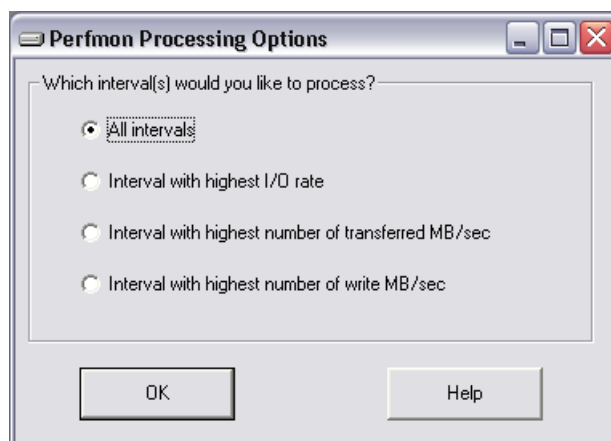 Perfmon Processing Options
Which interval(s) would you like to process?
All intervals
Interval with highest I/O rate
Interval with highest number of transferred MB/sec
Interval with highest number of write MB/sec
OK
Help